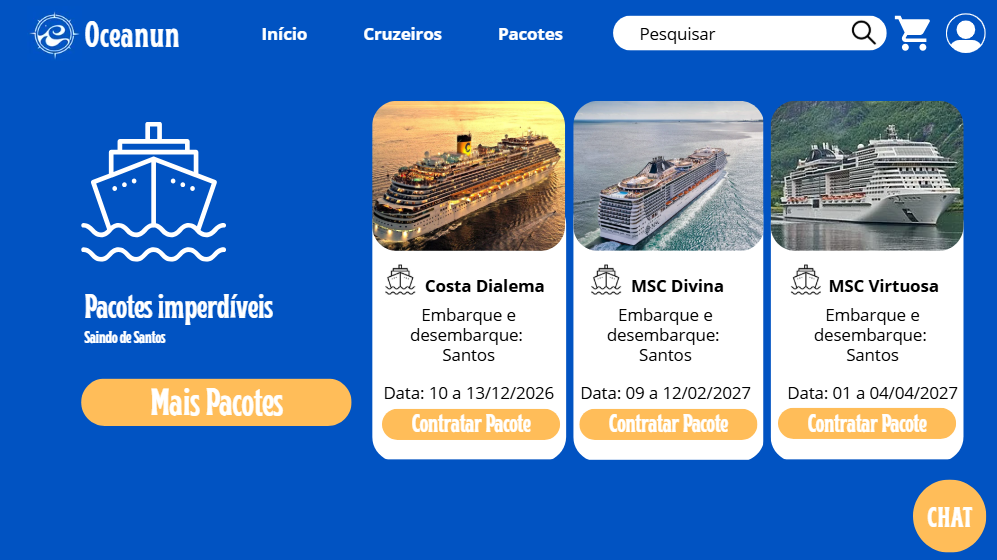 Oceanun
Início
Cruzeiros
Pacotes
Pesquisar
Pacotes imperdíveis
Saindo de Santos
Mais Pacotes
Costa Dialema
Embarque e
desembarque:
Santos
Data: 10 a 13/12/2026
Contratar Pacote
MSC Divina
Embarque e
desembarque:
Santos
Data: 09 a 12/02/2027
Contratar Pacote
MSC Virtuosa
Embarque e
desembarque:
Santos
Data: 01 a 04/04/2027
Contratar Pacote
CHAT